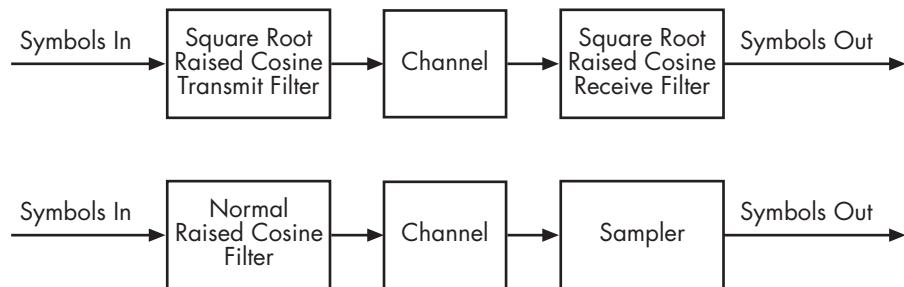 Symbols In
Square Root
Raised Cosine
Transmit Filter
Channel
Square Root
Raised Cosine
Receive Filter
Symbols Out
Symbols In
Normal
Raised Cosine
Filter
Channel
Sampler
Symbols Out